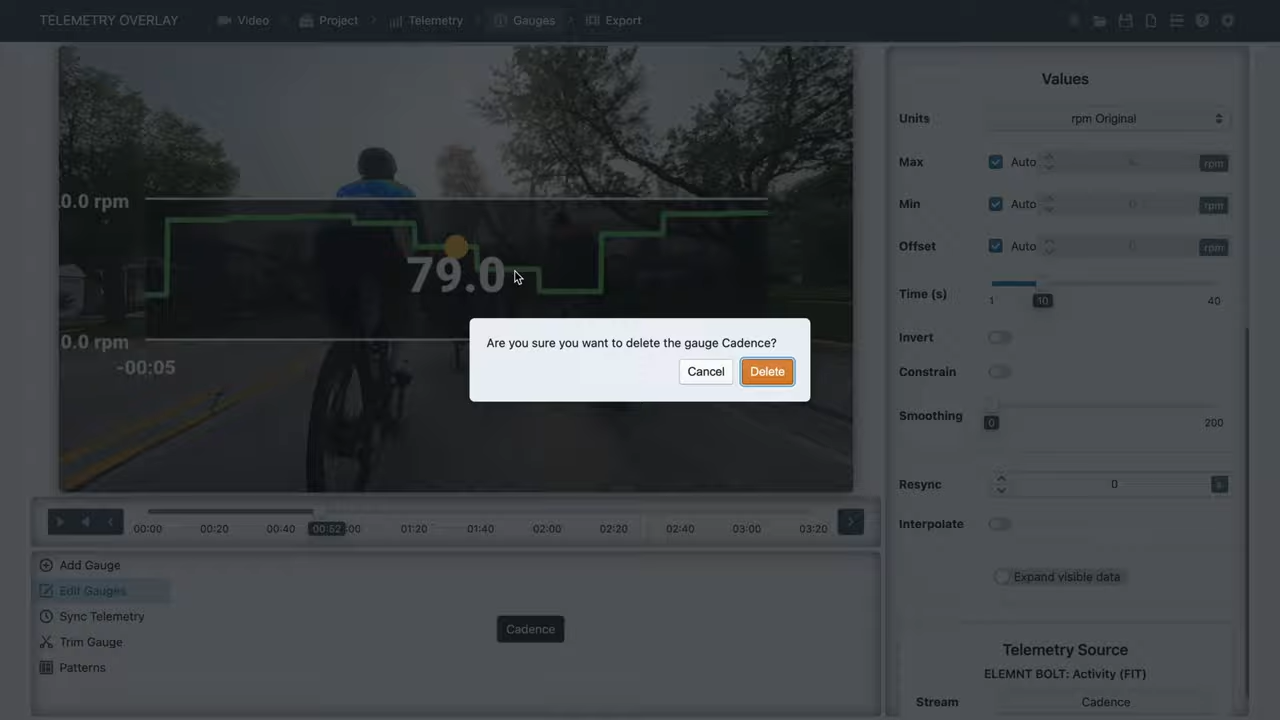 TELEMETRY OVERLAY
Video
Project
Telemetry
Gauges
Export
.0.0 rpm
79.0
.0.0 rpm
-00:05
Are you sure you want to delete the gauge Cadence?
Cancel
Delete
00:00
00:20
00:40
00:52
:00
01:20
01:40
02:00
02:20
02:40
03:00
03:20
Add Gauge
Edit Gauges
Sync Telemetry
Trim Gauge
Patterns
Cadence
Values
Units
rpm Original
Max
Auto
rpm
Min
Auto
rpm
Offset
Auto
rpm
Time (s)
1
10
40
Invert
Constrain
Smoothing
0
200
Resync
0
Interpolate
Expand visible data
Telemetry Source
ELEMNT BOLT: Activity (FIT)
Stream
Cadence